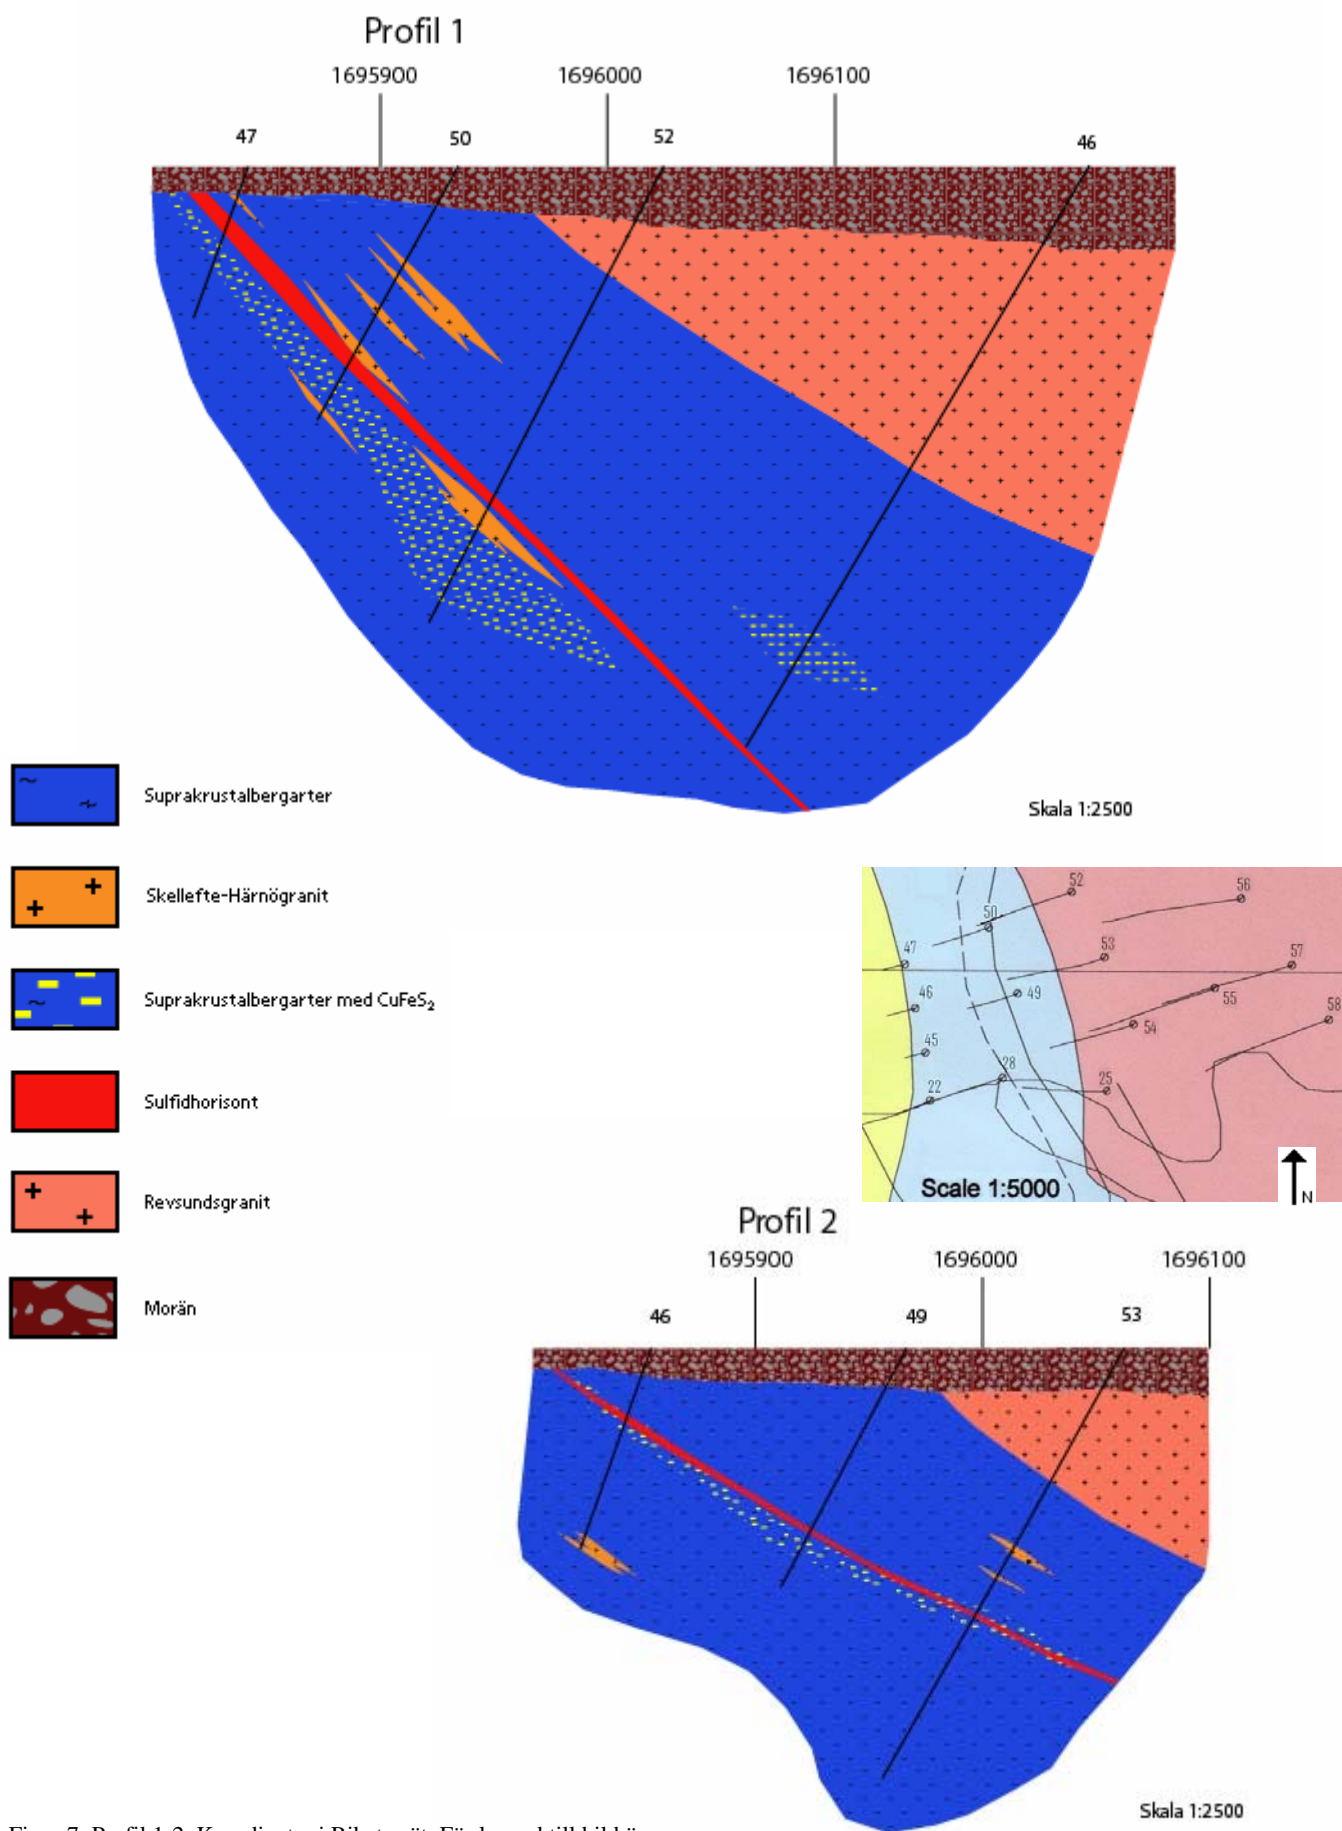 Profil 1
1695900 1696000 1696100
47 50 52 46
Suprakrustalbergarter
Skala 1:2500
Skellefte-Härnögranit
Suprakrustalbergarter med CuFeS₂
Sulfidhorisont
Revsundsgranit
Morän
52 56
50
47 53 57
46 49 55 58
54
45
28 25
22
Scale 1:5000
N
Profil 2
1695900 1696000 1696100
46 49 53
Skala 1:2500